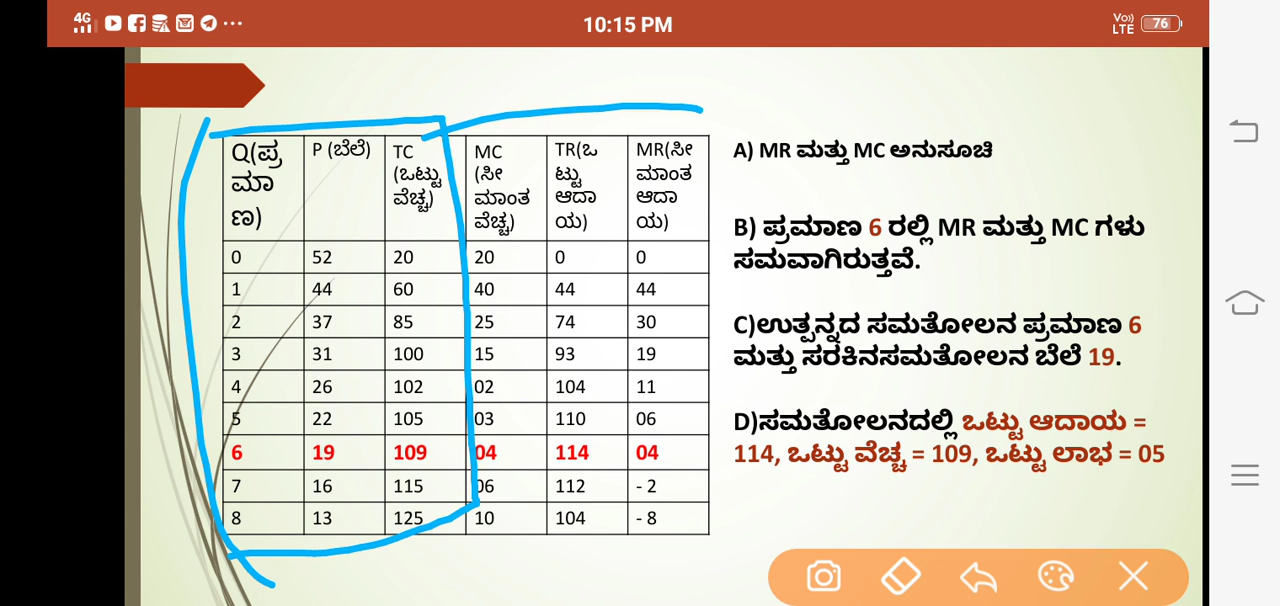 4G
10:15 PM
Vo)) LTE
76
Q(ಪ್ರ
ಮಾ
ಣ)
P (ಬೆಲೆ)
TC
(ಒಟ್ಟು
ವೆಚ್ಚ)
MC
(ಸೀ
ಮಾಂತ
ವೆಚ್ಚ)
TR(ಒ
ಟ್ಟು
ಆದಾ
ಯ)
MR(ಸೀ
ಮಾಂತ
ಆದಾ
ಯ)
0 52 20 20 0 0
1 44 60 40 44 44
2 37 85 25 74 30
3 31 100 15 93 19
4 26 102 02 104 11
5 22 105 03 110 06
6 19 109 04 114 04
7 16 115 06 112 - 2
8 13 125 10 104 - 8
A) MR ಮತ್ತು MC ಅನುಸೂಚಿ
B) ಪ್ರಮಾಣ 6 ರಲ್ಲಿ MR ಮತ್ತು MC ಗಳು
ಸಮವಾಗಿರುತ್ತವೆ.
C)ಉತ್ಪನ್ನದ ಸಮತೋಲನ ಪ್ರಮಾಣ 6
ಮತ್ತು ಸರಕಿನಸಮತೋಲನ ಬೆಲೆ 19.
D)ಸಮತೋಲನದಲ್ಲಿ ಒಟ್ಟು ಆದಾಯ =
114, ಒಟ್ಟು ವೆಚ್ಚ = 109, ಒಟ್ಟು ಲಾಭ = 05